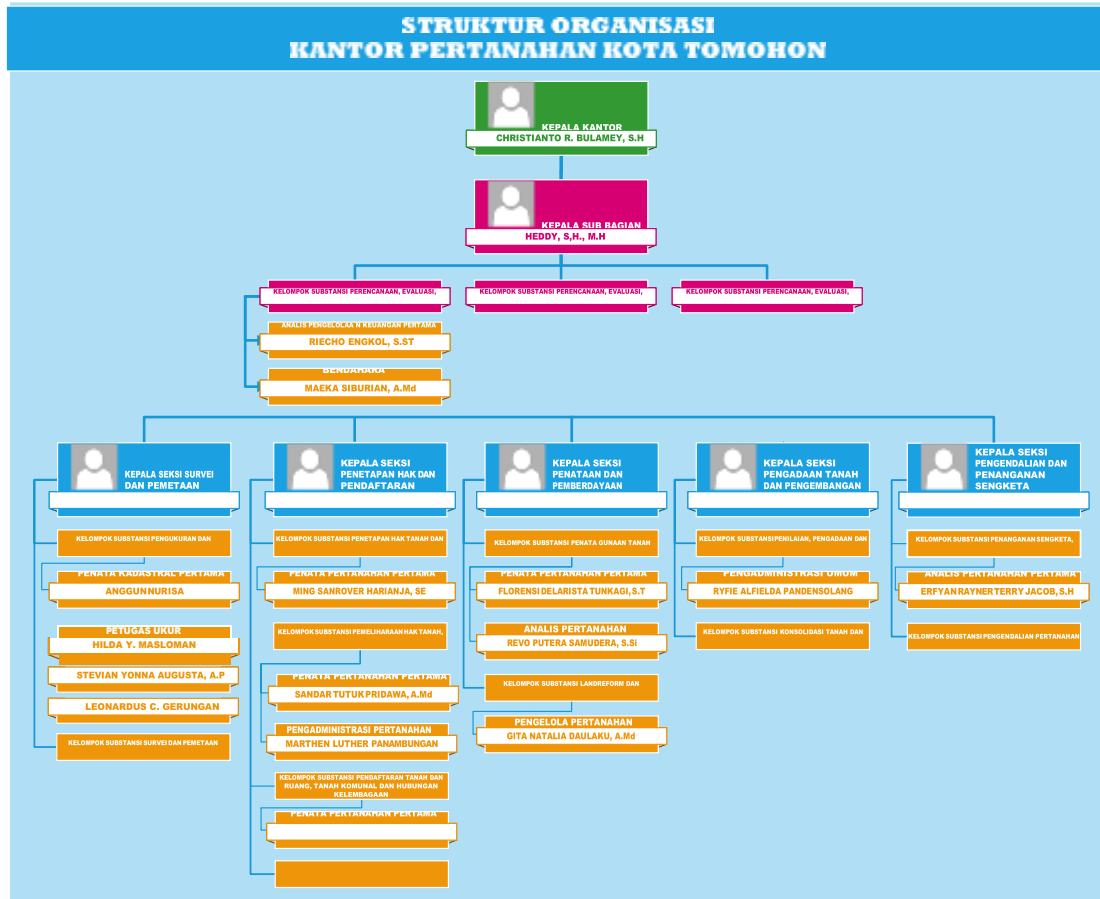 STRUKTUR ORGANISASI
KANTOR PERTANAHAN KOTA TOMOHON
KEPALA KANTOR
CHRISTIANTO R. BULAMEY, S.H
KEPALA SUB BAGIAN
HEDDY, S,H., M.H
KELOMPOK SUBSTANSI PERENCANAAN, EVALUASI,
KELOMPOK SUBSTANSI PERENCANAAN, EVALUASI,
KELOMPOK SUBSTANSI PERENCANAAN, EVALUASI,
ANALIS PENGELOLAA N KEUANGAN PERTAMA
RIECHO ENGKOL, S.ST
BENDAHARA
MAEKA SIBURIAN, A.Md
KEPALA SEKSI SURVEI
DAN PEMETAAN
KELOMPOK SUBSTANSI PENGUKURAN DAN
PENATA KADASTRAL PERTAMA
ANGGUN NURISA
PETUGAS UKUR
HILDA Y. MASLOMAN
STEVIAN YONNA AUGUSTA, A.P
LEONARDUS C. GERUNGAN
KELOMPOK SUBSTANSI SURVEI DAN PEMETAAN
KEPALA SEKSI
PENETAPAN HAK DAN
PENDAFTARAN
KELOMPOK SUBSTANSI PENETAPAN HAK TANAH DAN
PENATA PERTANAHAN PERTAMA
MING SANROVER HARIANJA, SE
KELOMPOK SUBSTANSI PEMELIHARAAN HAK TANAH,
PENATA PERTANAHAN PERTAMA
SANDAR TUTUK PRIDAWA, A.Md
PENGADMINISTRASI PERTANAHAN
MARTHEN LUTHER PANAMBUNGAN
KELOMPOK SUBSTANSI PENDAFTARAN TANAH DAN
RUANG, TANAH KOMUNAL DAN HUBUNGAN
KELEMBAGAAN
PENATA PERTANAHAN PERTAMA
KEPALA SEKSI
PENATAAN DAN
PEMBERDAYAAN
KELOMPOK SUBSTANSI PENATA GUNAAN TANAH
PENATA PERTANAHAN PERTAMA
FLORENSI DELARISTA TUNKAGI, S.T
ANALIS PERTANAHAN
REVO PUTERA SAMUDERA, S.Si
KELOMPOK SUBSTANSI LANDREFORM DAN
PENGELOLA PERTANAHAN
GITA NATALIA DAULAKU, A.Md
KEPALA SEKSI
PENGADAAN TANAH
DAN PENGEMBANGAN
KELOMPOK SUBSTANSI PENILAIAN, PENGADAAN DAN
PENGADMINISTRASI UMUM
RYFIE ALFIELDA PANDENSOLANG
KELOMPOK SUBSTANSI KONSOLIDASI TANAH DAN
KEPALA SEKSI
PENGENDALIAN DAN
PENANGANAN
SENGKETA
KELOMPOK SUBSTANSI PENANGANAN SENGKETA,
ANALIS PERTANAHAN PERTAMA
ERFYAN RAYNER TERRY JACOB, S.H
KELOMPOK SUBSTANSI PENGENDALIAN PERTANAHAN